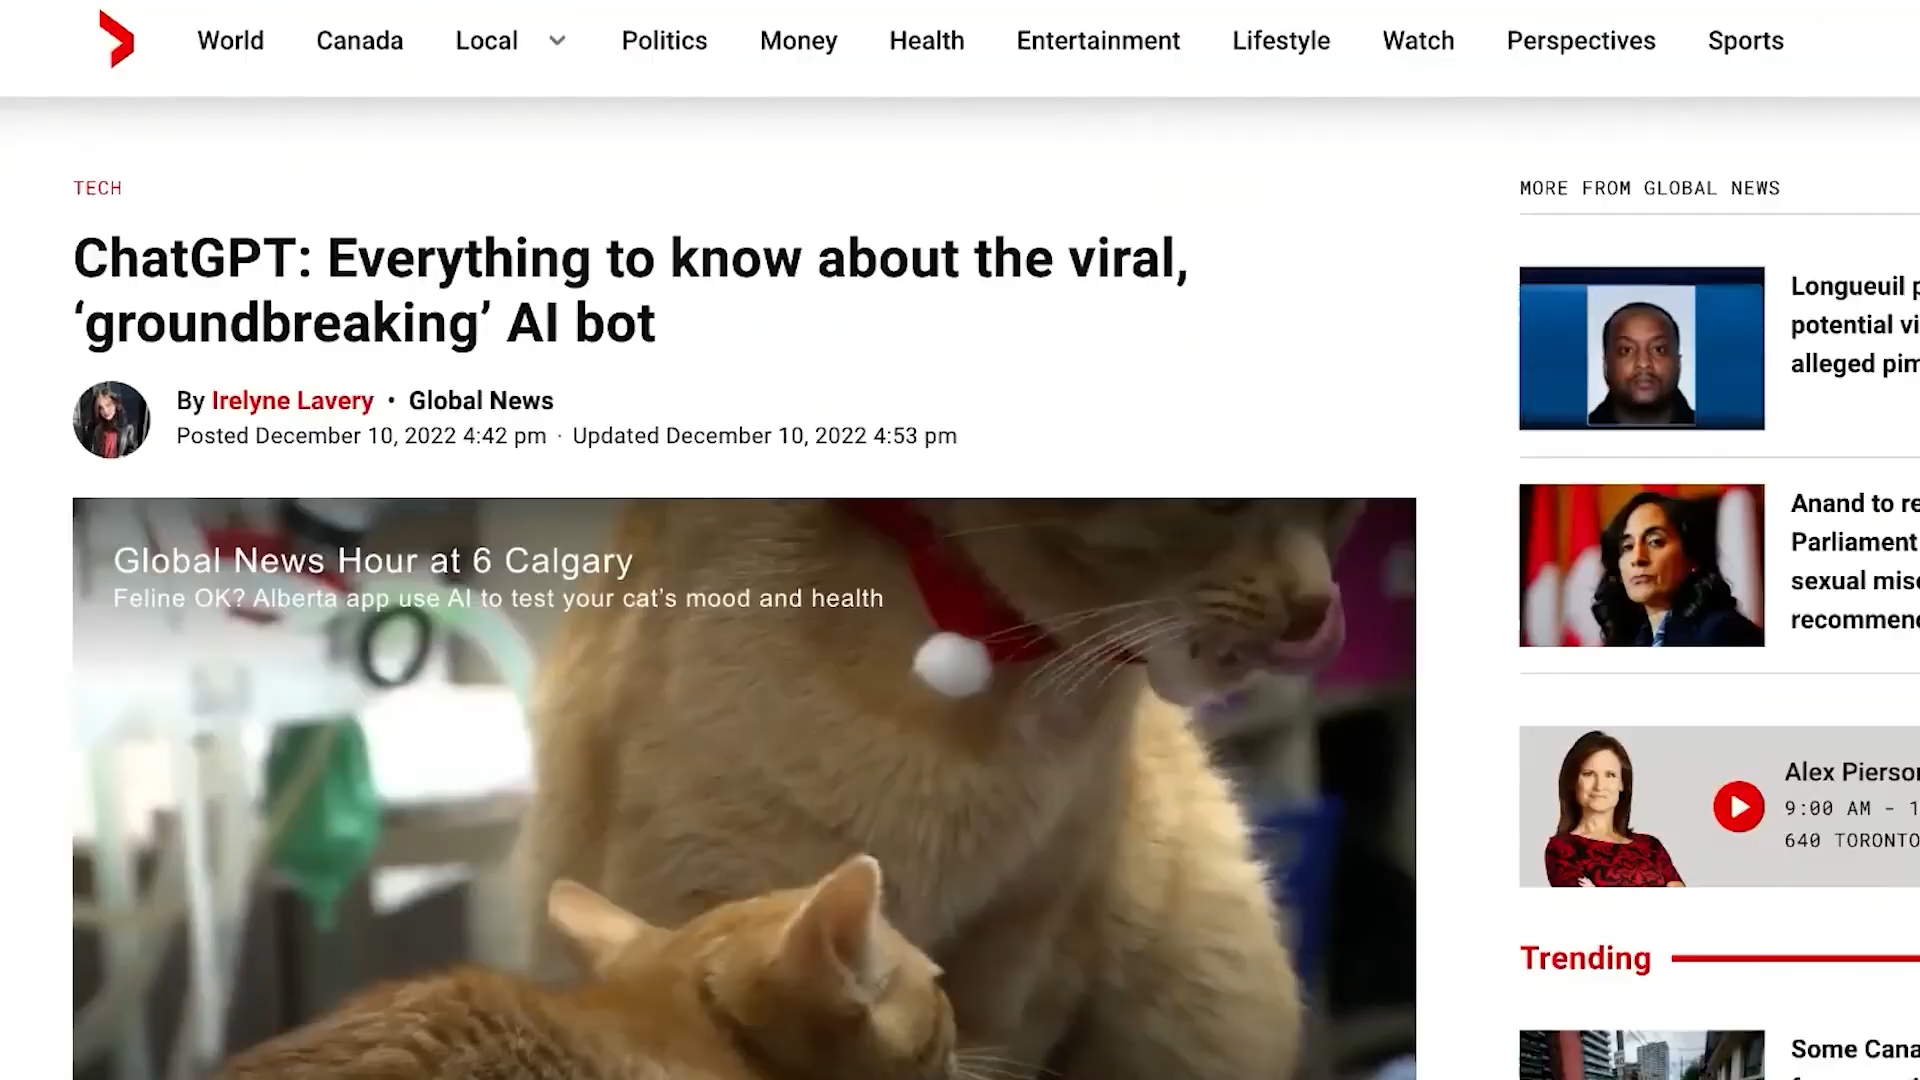 World Canada Local Politics Money Health Entertainment Lifestyle Watch Perspectives Sports
TECH
ChatGPT: Everything to know about the viral,
‘groundbreaking’ AI bot
By Irelyne Lavery • Global News
Posted December 10, 2022 4:42 pm · Updated December 10, 2022 4:53 pm
Global News Hour at 6 Calgary
Feline OK? Alberta app use AI to test your cat’s mood and health
MORE FROM GLOBAL NEWS
Longueuil
potential
alleged
Anand to
Parliament
sexual
Alex
9:00 AM -
640 TORONTO
Trending
Some